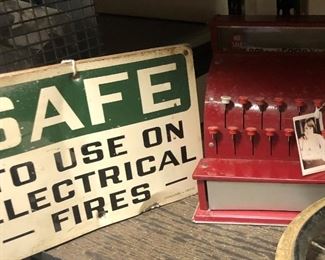 SAFE
TO USE ON
ELECTRICAL
— FIRES —